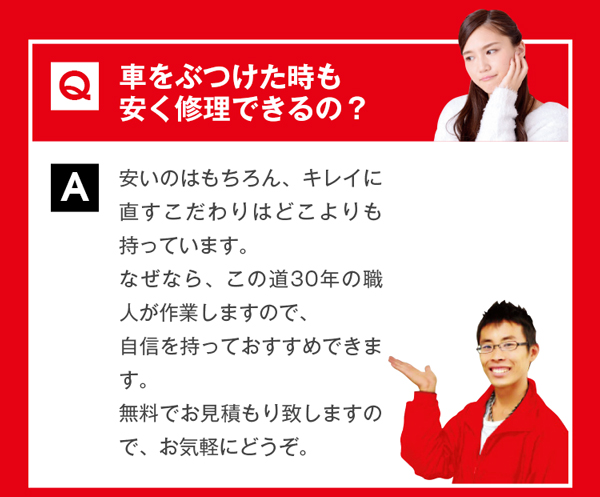 Q
車をぶつけた時も
安く修理できるの？
A
安いのはもちろん、キレイに
直すこだわりはどこよりも
持っています。
なぜなら、この道30年の職
人が作業しますので、
自信を持っておすすめできま
す。
無料でお見積もり致しますの
で、お気軽にどうぞ。